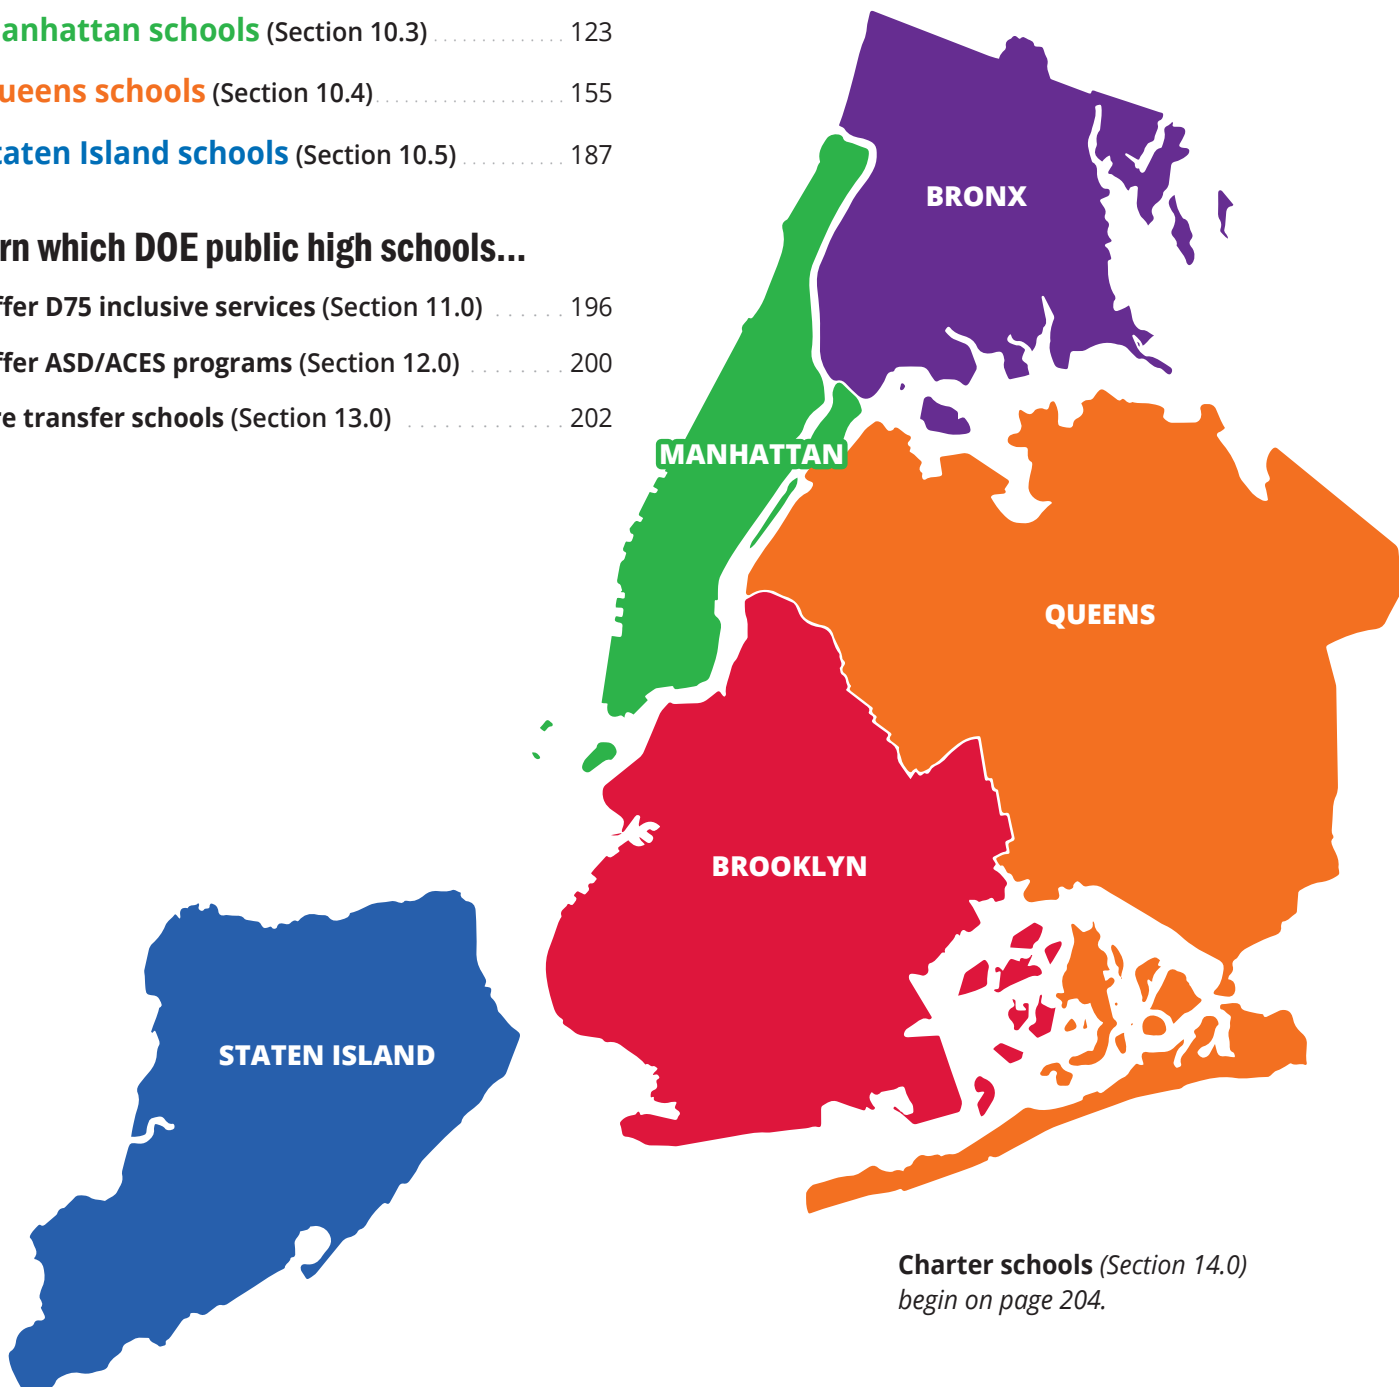 anhattan schools (Section 10.3) ............. 123
ueens schools (Section 10.4) .................. 155
taten Island schools (Section 10.5) .......... 187
rn which DOE public high schools...
ffer D75 inclusive services (Section 11.0) ...... 196
ffer ASD/ACES programs (Section 12.0) ........ 200
re transfer schools (Section 13.0) ............. 202
BRONX
MANHATTAN
QUEENS
BROOKLYN
STATEN ISLAND
Charter schools (Section 14.0)
begin on page 204.